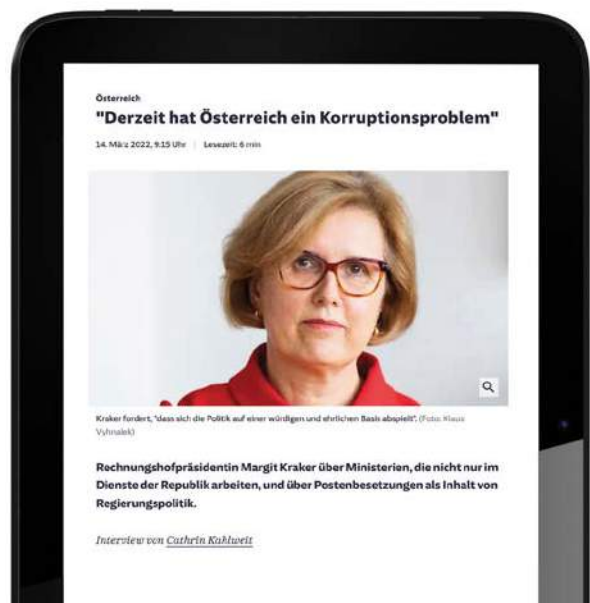 Österreich
"Derzeit hat Österreich ein Korruptionsproblem"
14. März 2022, 9:15 Uhr | Lesezeit: 6 min
Kraker fordert, "dass sich die Politik auf einer würdigen und ehrlichen Basis abspielt". (Foto: Klaus
Vyhnalek)
Rechnungshofpräsidentin Margit Kraker über Ministerien, die nicht nur im
Dienste der Republik arbeiten, und über Postenbesetzungen als Inhalt von
Regierungspolitik.
Interview von Cathrin Kahlweit